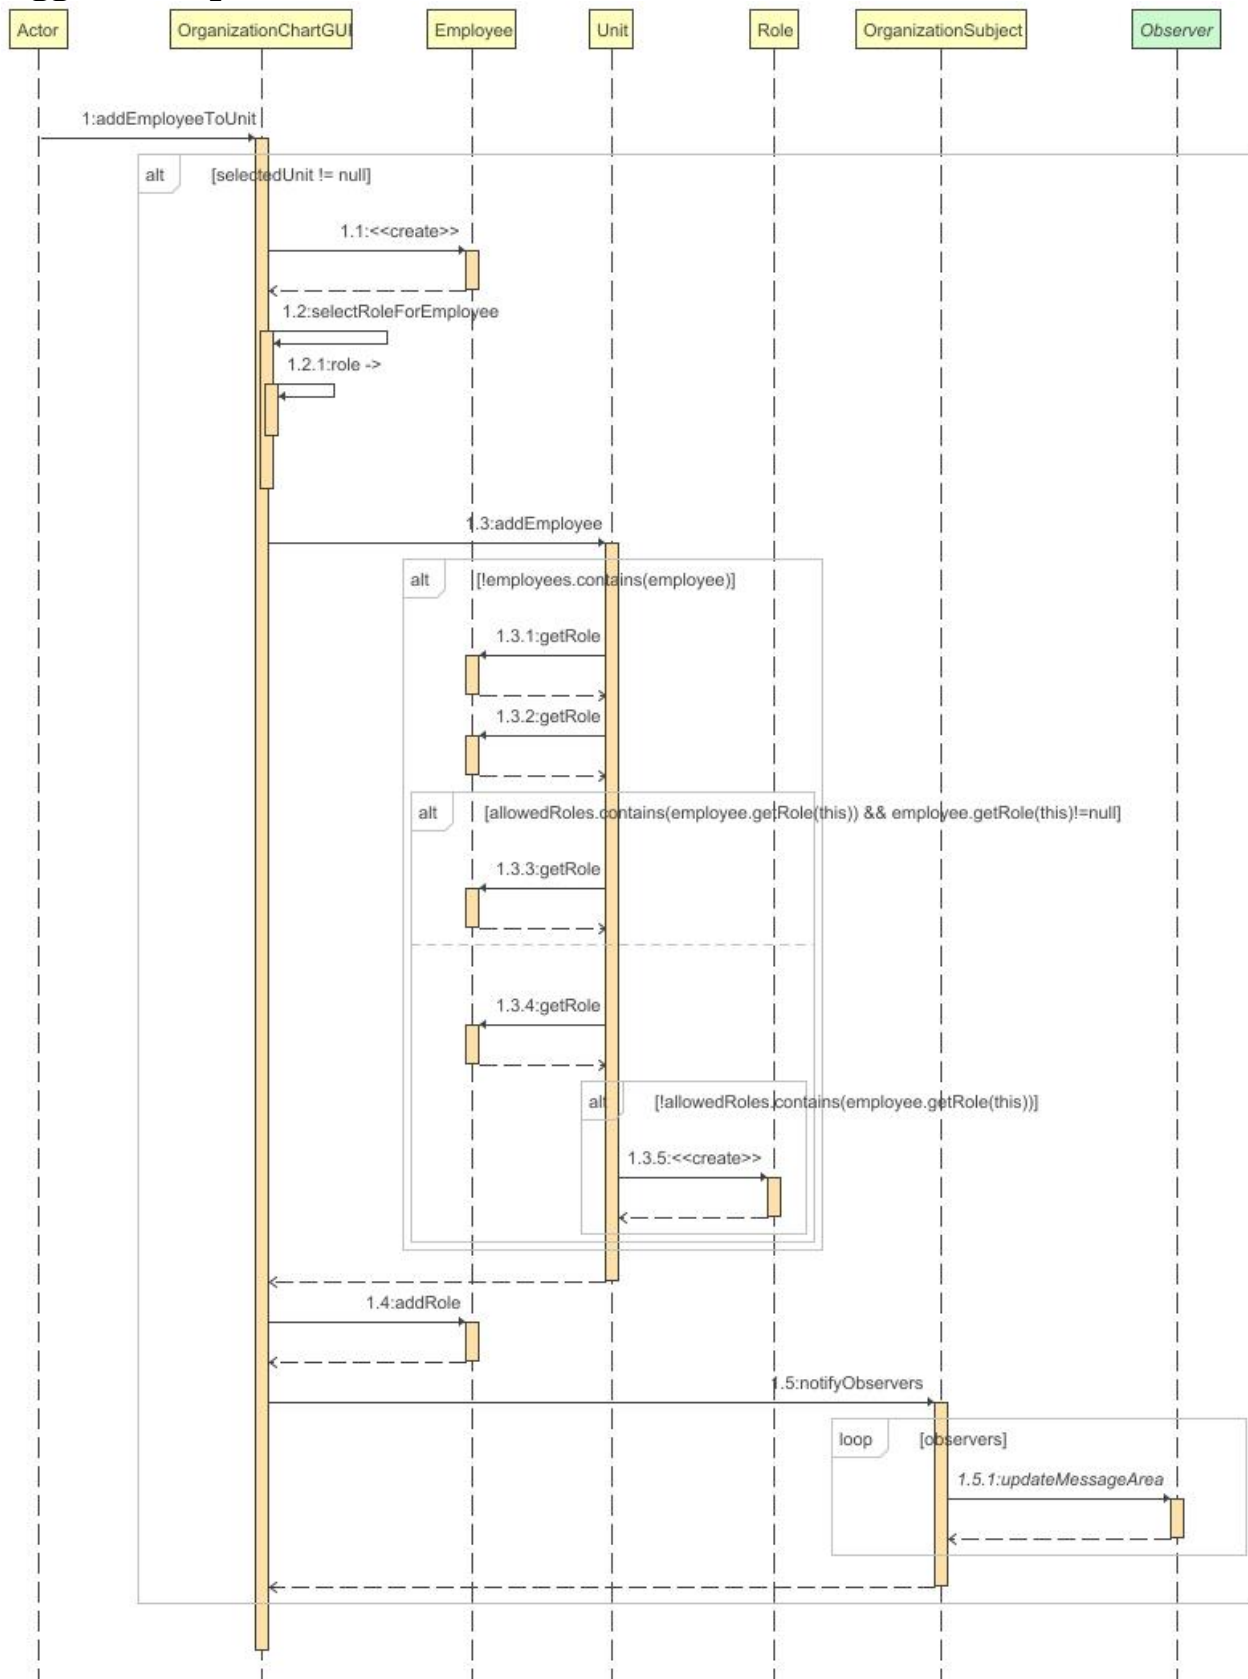 Actor
OrganizationChartGUI
Employee
Unit
Role
OrganizationSubject
Observer
1:addEmployeeToUnit
alt [selectedUnit != null]
1.1:<<create>>
1.2:selectRoleForEmployee
1.2.1:role ->
1.3:addEmployee
alt [!employees.contains(employee)]
1.3.1:getRole
1.3.2:getRole
alt [allowedRoles.contains(employee.getRole(this)) && employee.getRole(this)!=null]
1.3.3:getRole
1.3.4:getRole
alt [!allowedRoles.contains(employee.getRole(this))]
1.3.5:<<create>>
1.4:addRole
1.5:notifyObservers
loop [observers]
1.5.1:updateMessageArea